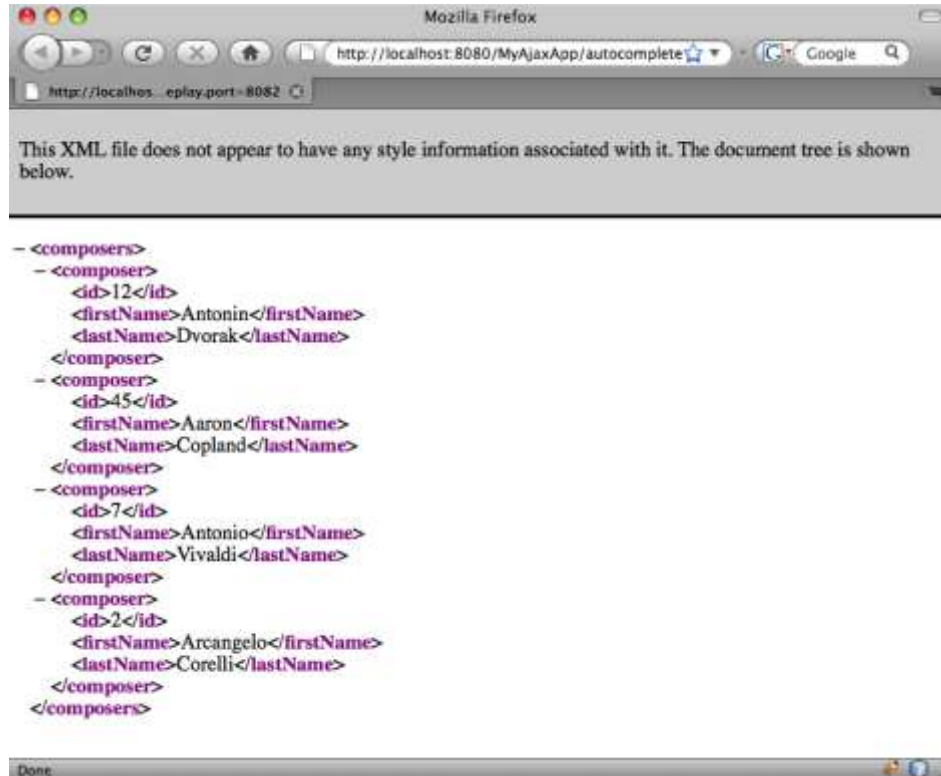 Mozilla Firefox
http://localhost:8080/MyAjaxApp/autocomplete
Google
http://localhos...eplay.port=8082
This XML file does not appear to have any style information associated with it. The document tree is shown
below.
− <composers>
− <composer>
<id>12</id>
<firstName>Antonin</firstName>
<lastName>Dvorak</lastName>
</composer>
− <composer>
<id>45</id>
<firstName>Aaron</firstName>
<lastName>Copland</lastName>
</composer>
− <composer>
<id>7</id>
<firstName>Antonio</firstName>
<lastName>Vivaldi</lastName>
</composer>
− <composer>
<id>2</id>
<firstName>Arcangelo</firstName>
<lastName>Corelli</lastName>
</composer>
</composers>
Done